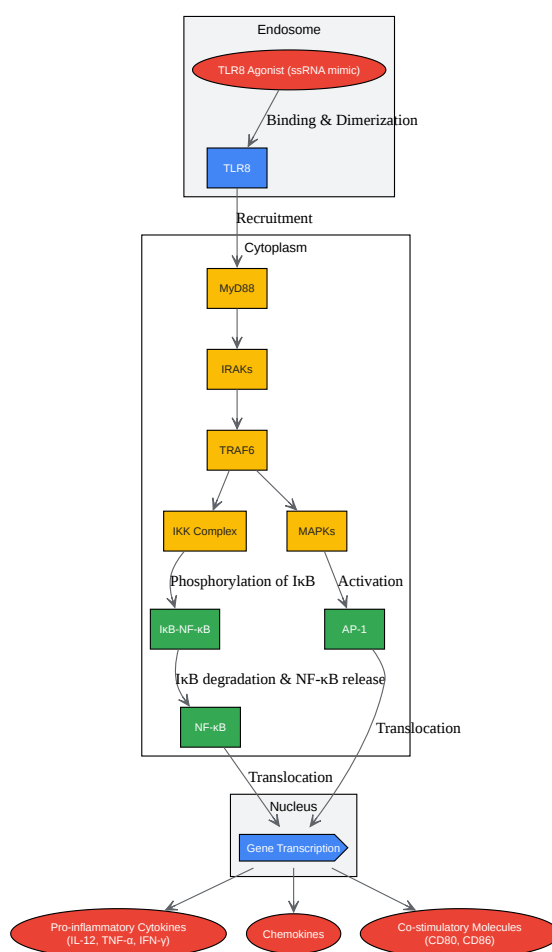 Endosome
TLR8 Agonist (ssRNA mimic)
Binding & Dimerization
TLR8
Recruitment
Cytoplasm
MyD88
IRAKs
TRAF6
IKK Complex
MAPKs
Phosphorylation of IκB
Activation
IκB-NF-κB
AP-1
IκB degradation & NF-κB release
NF-κB
Translocation
Translocation
Nucleus
Gene Transcription
Pro-inflammatory Cytokines
(IL-12, TNF-α, IFN-γ)
Chemokines
Co-stimulatory Molecules
(CD80, CD86)